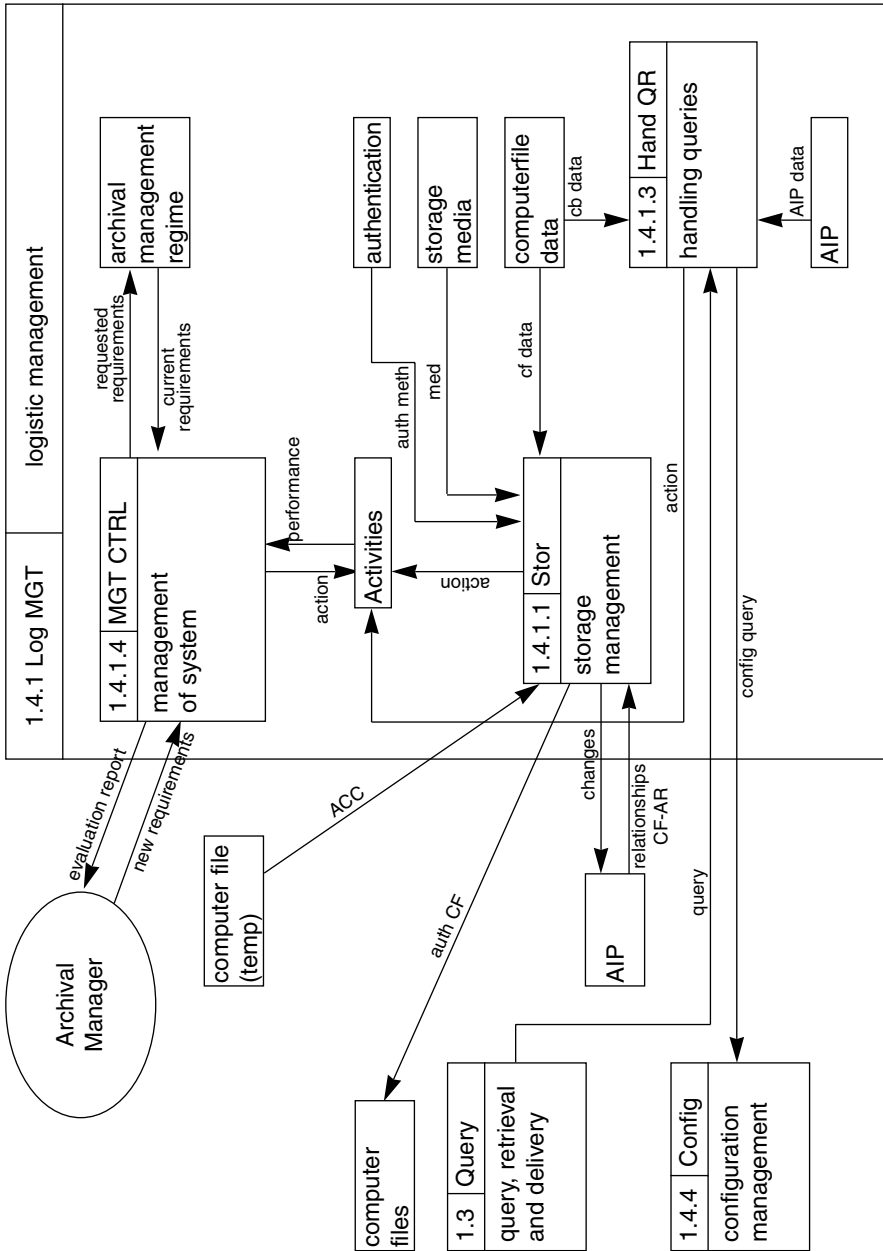 1.4.1 Log MGT
logistic management
Archival
Manager
evaluation report
new requirements
1.4.1.4
MGT CTRL
management
of system
requested
requirements
current
requirements
archival
management
regime
computer file
(temp)
ACC
action
performance
Activities
authentication
auth meth
storage
media
med
computer
files
auth CF
action
1.4.1.1
Stor
storage
management
cf data
computerfile
data
cb data
1.3
Query
query, retrieval
and delivery
AIP
changes
relationships
CF-AR
query
action
1.4.1.3
Hand QR
handling queries
1.4.4
Config
configuration
management
config query
AIP data
AIP